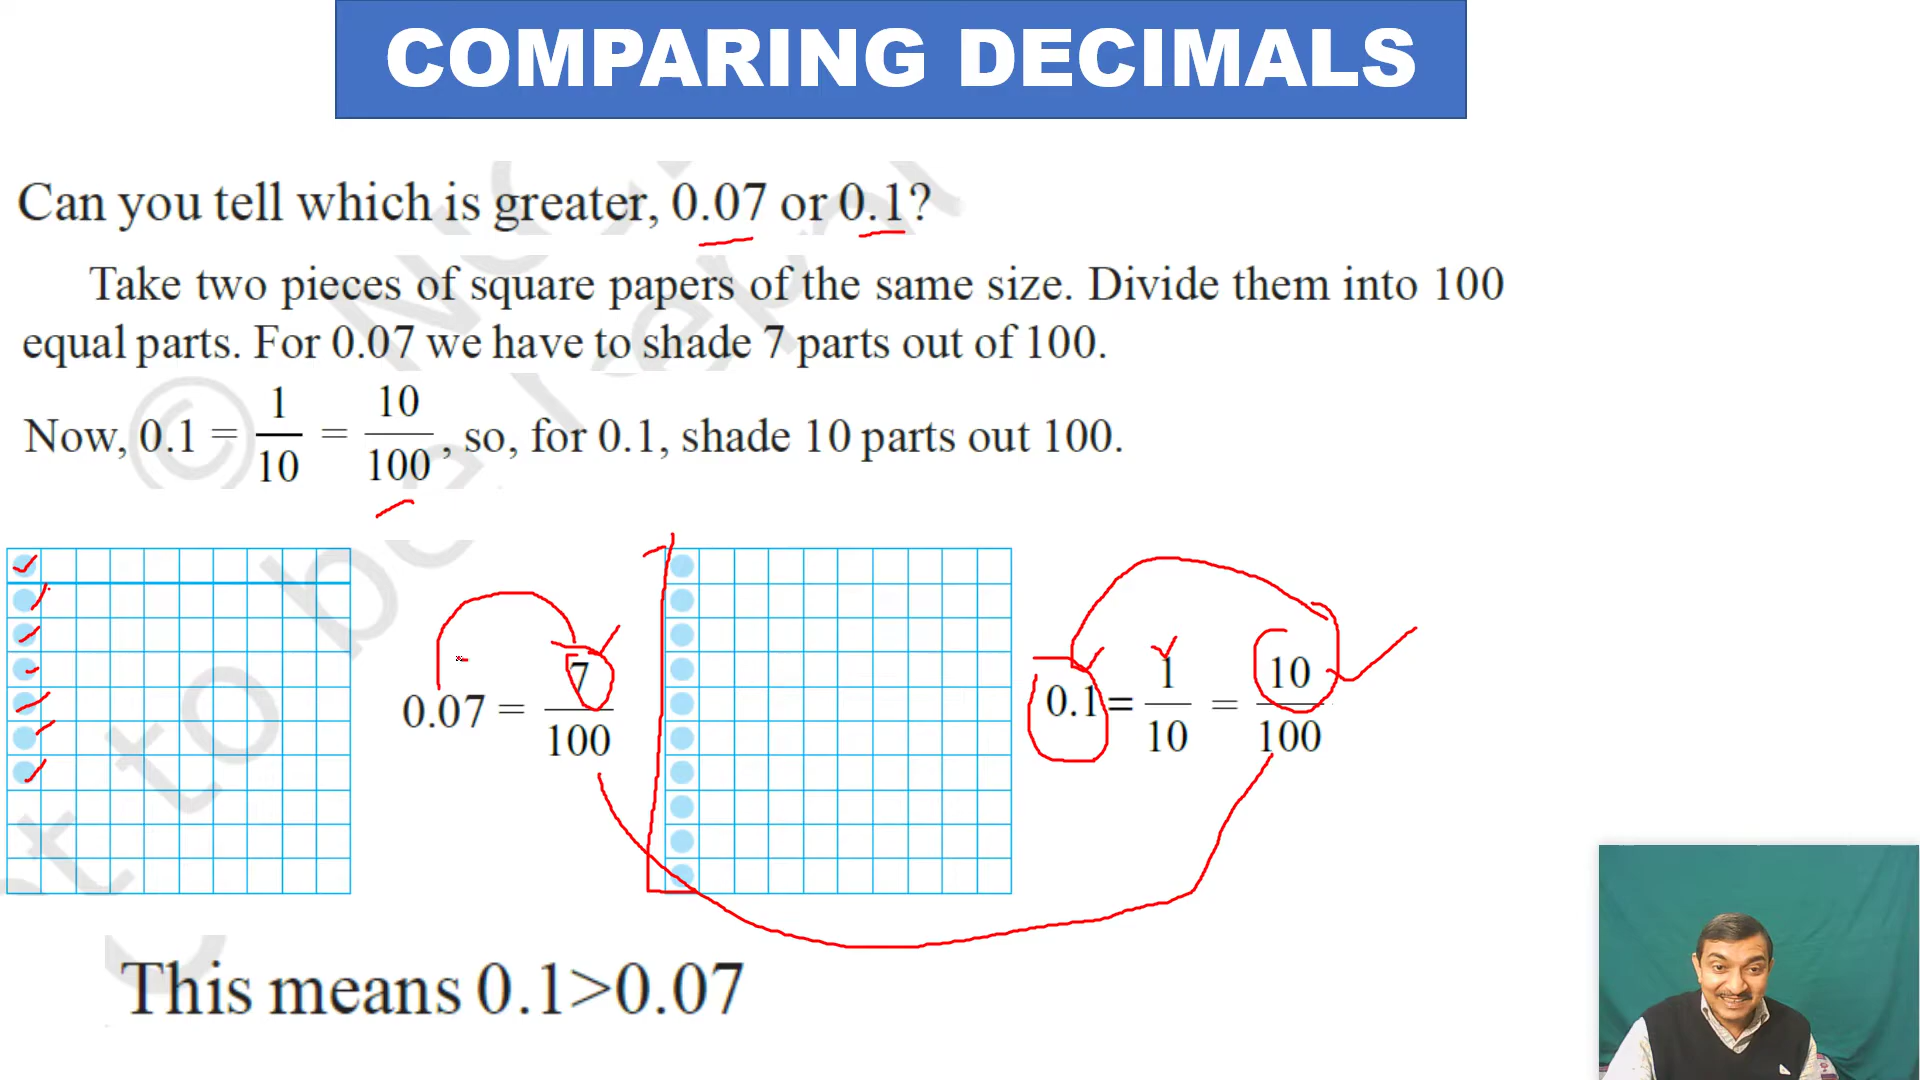 COMPARING DECIMALS
Can you tell which is greater, 0.07 or 0.1?
Take two pieces of square papers of the same size. Divide them into 100
equal parts. For 0.07 we have to shade 7 parts out of 100.
Now, 0.1 = 1/10 = 10/100, so, for 0.1, shade 10 parts out 100.
0.07 = 7/100
0.1 = 1/10 = 10/100
This means 0.1>0.07